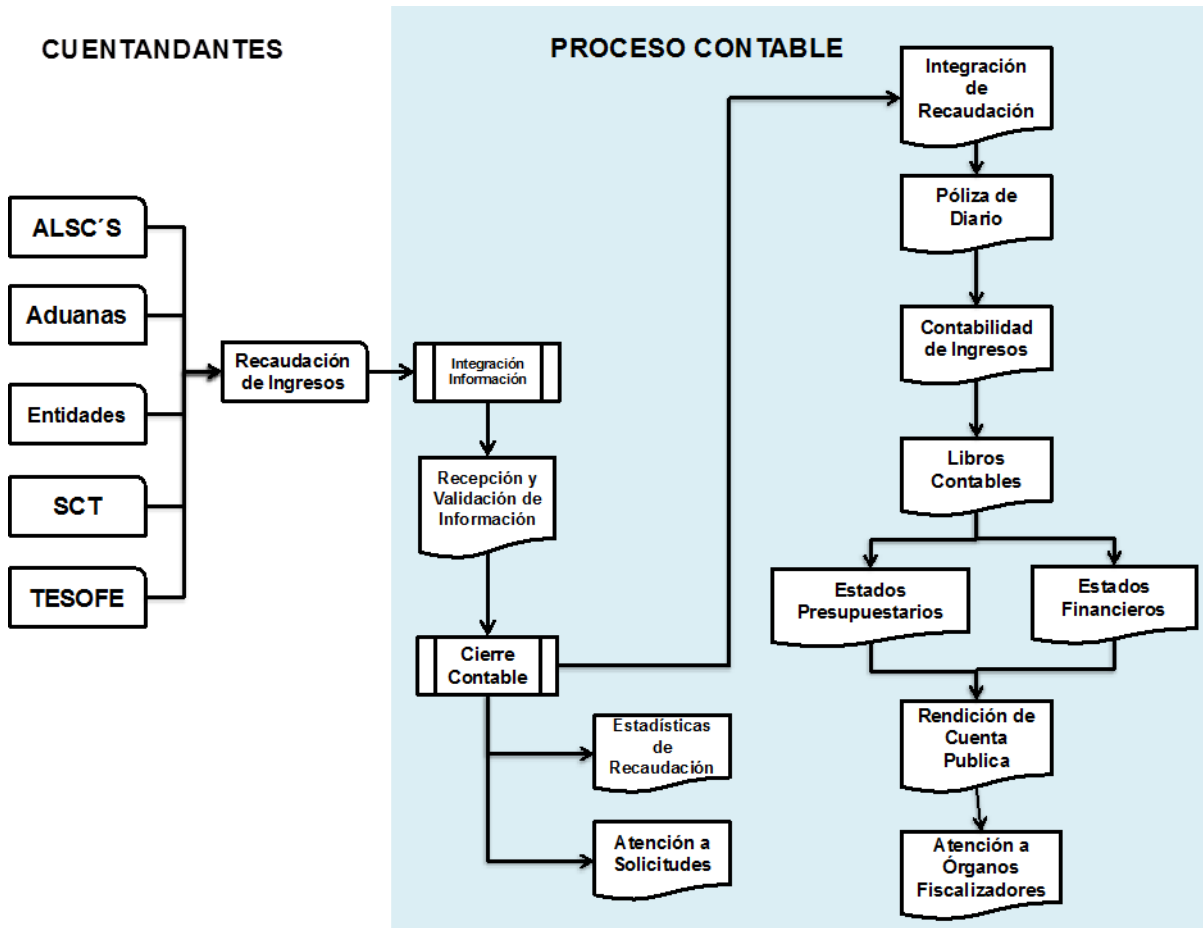 CUENTANDANTES
PROCESO CONTABLE
ALSC´S
Aduanas
Entidades
SCT
TESOFE
Recaudación
de Ingresos
Integración
Información
Recepción y
Validación de
Información
Cierre
Contable
Estadísticas
de
Recaudación
Atención a
Solicitudes
Integración
de
Recaudación
Póliza de
Diario
Contabilidad
de Ingresos
Libros
Contables
Estados
Presupuestarios
Estados
Financieros
Rendición de
Cuenta
Publica
Atención a
Órganos
Fiscalizadores